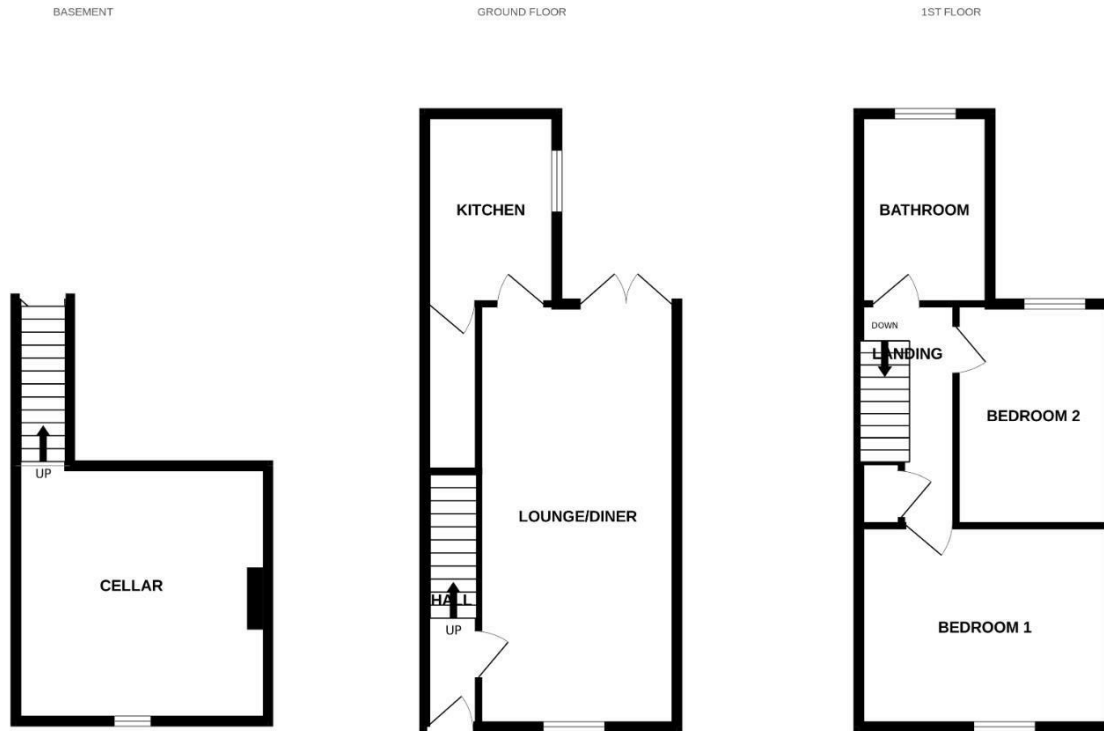 BASEMENT
UP
CELLAR
GROUND FLOOR
KITCHEN
LOUNGE/DINER
HALL
UP
1ST FLOOR
BATHROOM
DOWN
LANDING
BEDROOM 2
BEDROOM 1